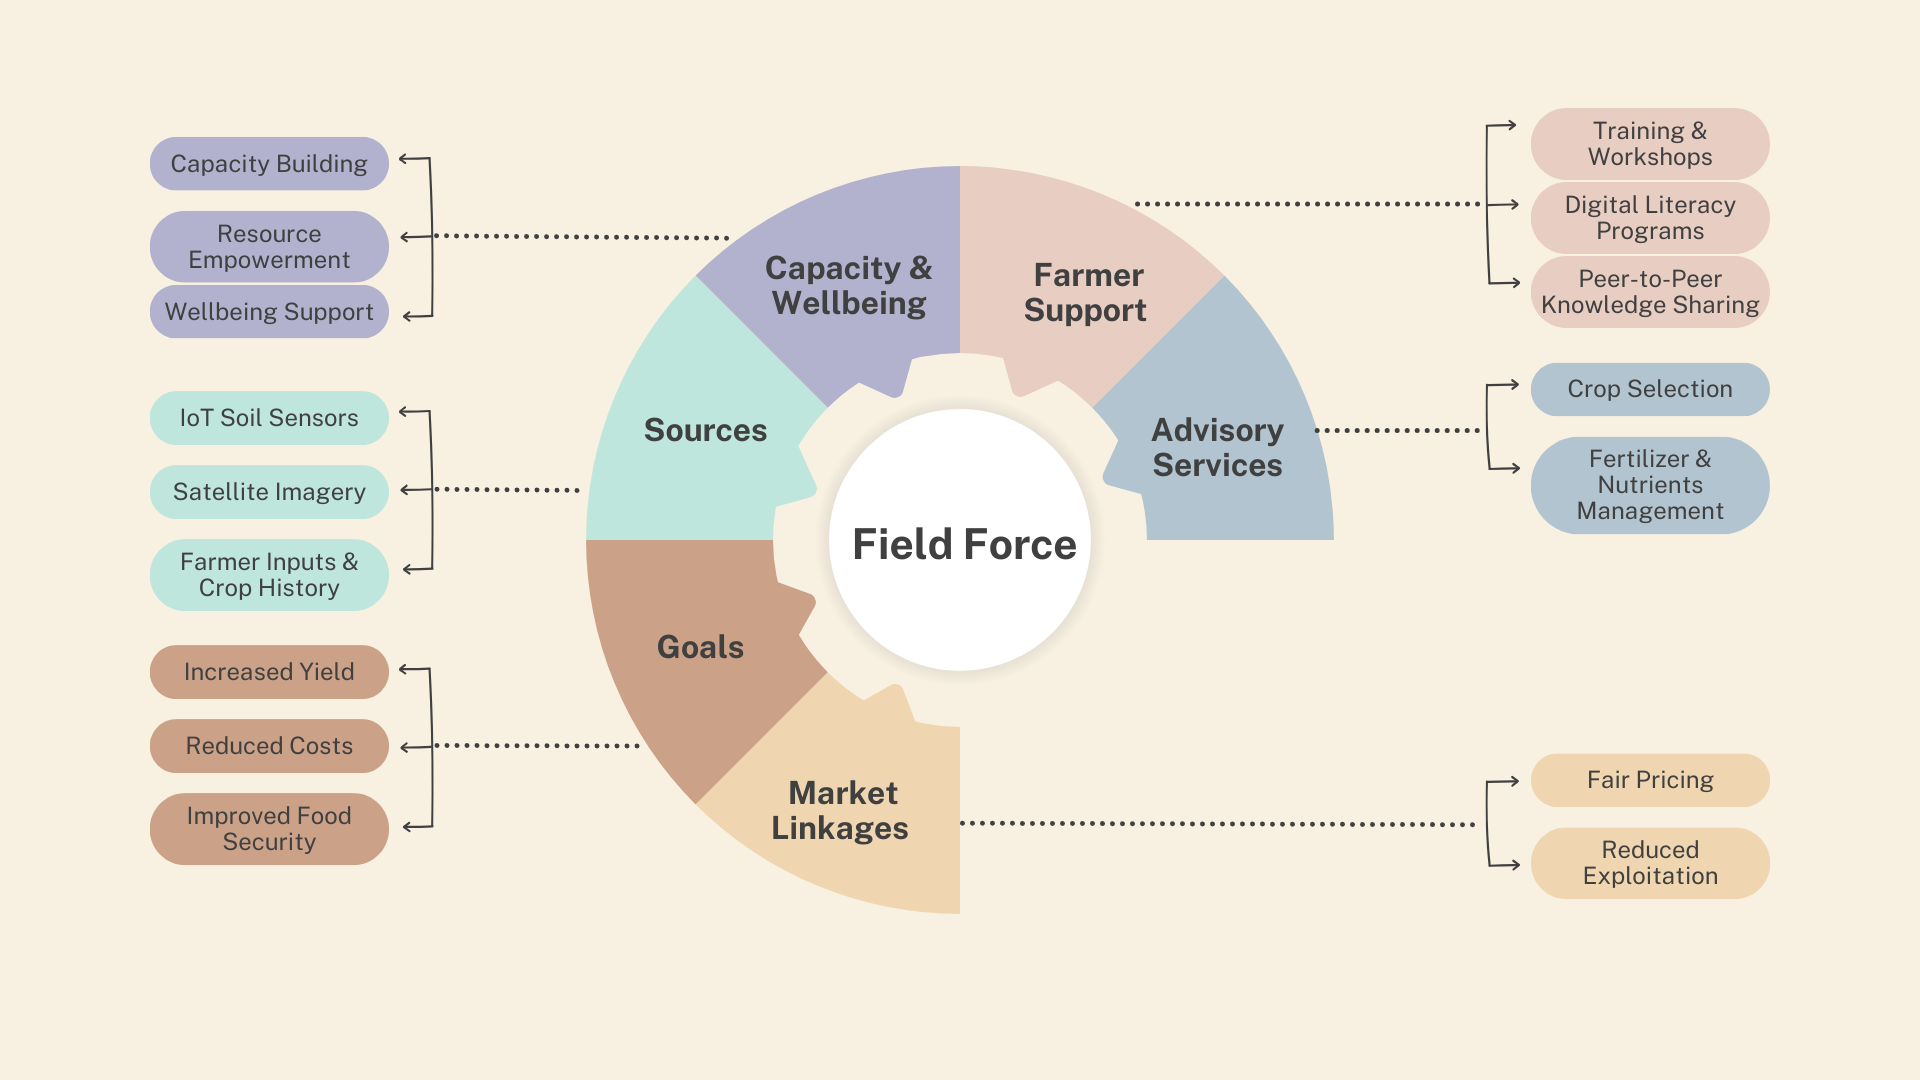 Capacity Building
Resource
Empowerment
Wellbeing Support
IoT Soil Sensors
Satellite Imagery
Farmer Inputs &
Crop History
Increased Yield
Reduced Costs
Improved Food
Security
Capacity &
Wellbeing
Farmer
Support
Sources
Advisory
Services
Field Force
Goals
Market
Linkages
Training &
Workshops
Digital Literacy
Programs
Peer-to-Peer
Knowledge Sharing
Crop Selection
Fertilizer &
Nutrients
Management
Fair Pricing
Reduced
Exploitation